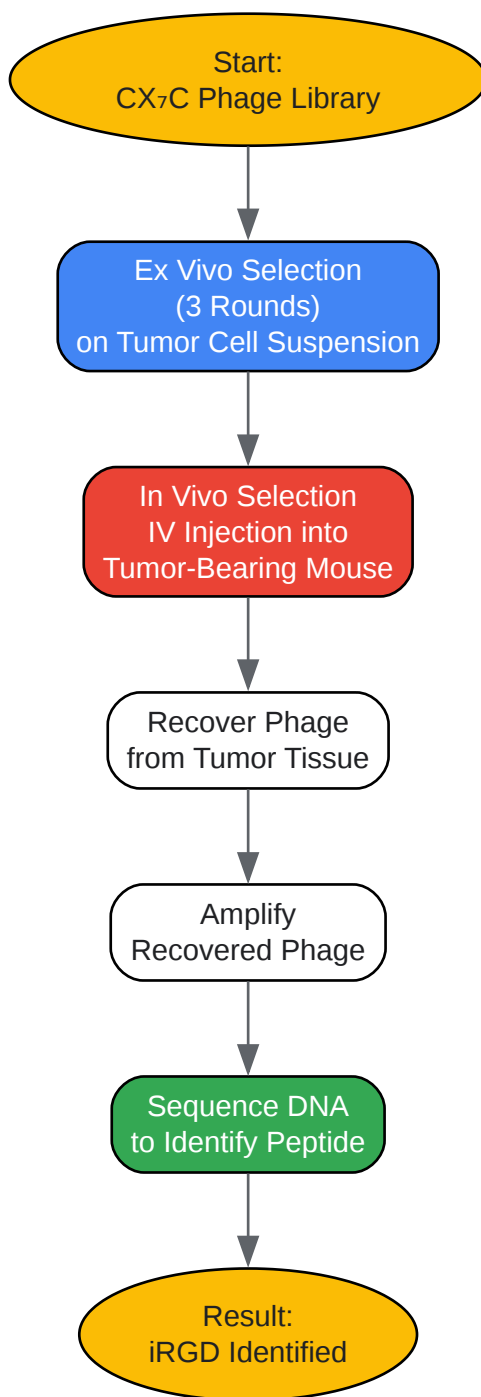 Start:
CX₇C Phage Library
Ex Vivo Selection
(3 Rounds)
on Tumor Cell Suspension
In Vivo Selection
IV Injection into
Tumor-Bearing Mouse
Recover Phage
from Tumor Tissue
Amplify
Recovered Phage
Sequence DNA
to Identify Peptide
Result:
iRGD Identified